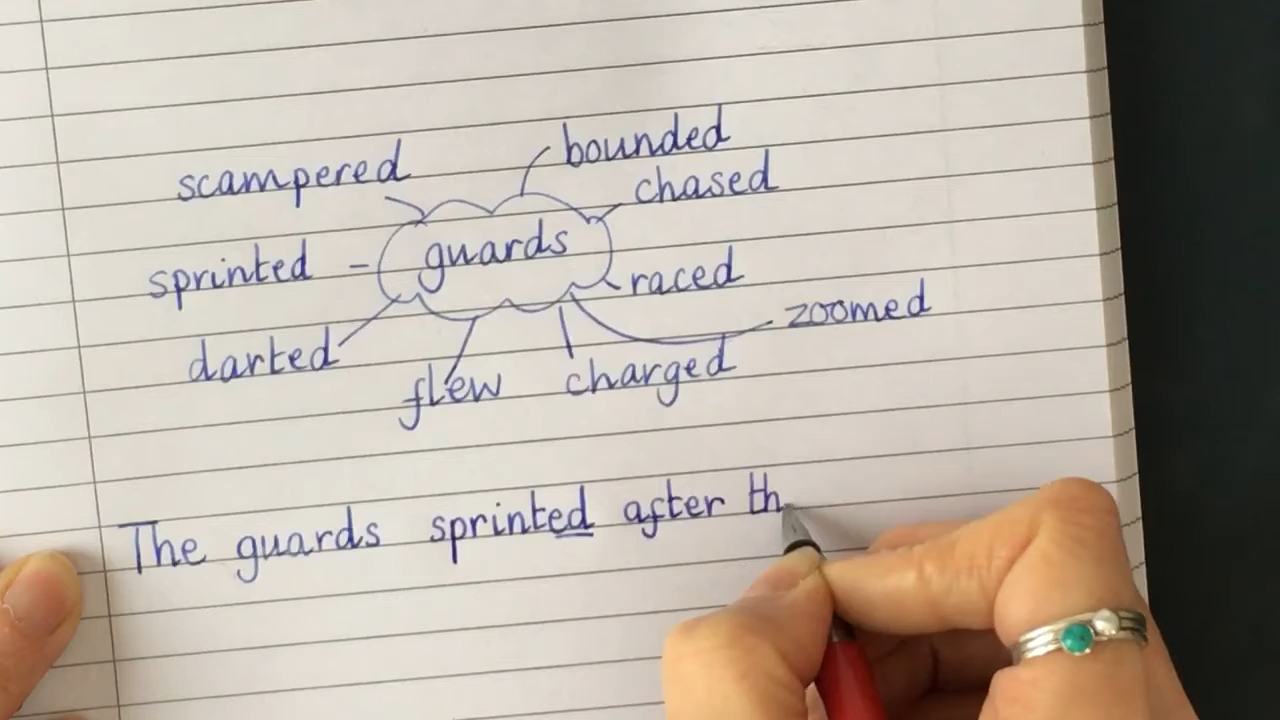 bounded
scampered
chased
guards
sprinted
raced
zoomed
darted
flew
charged
The guards sprinted after th